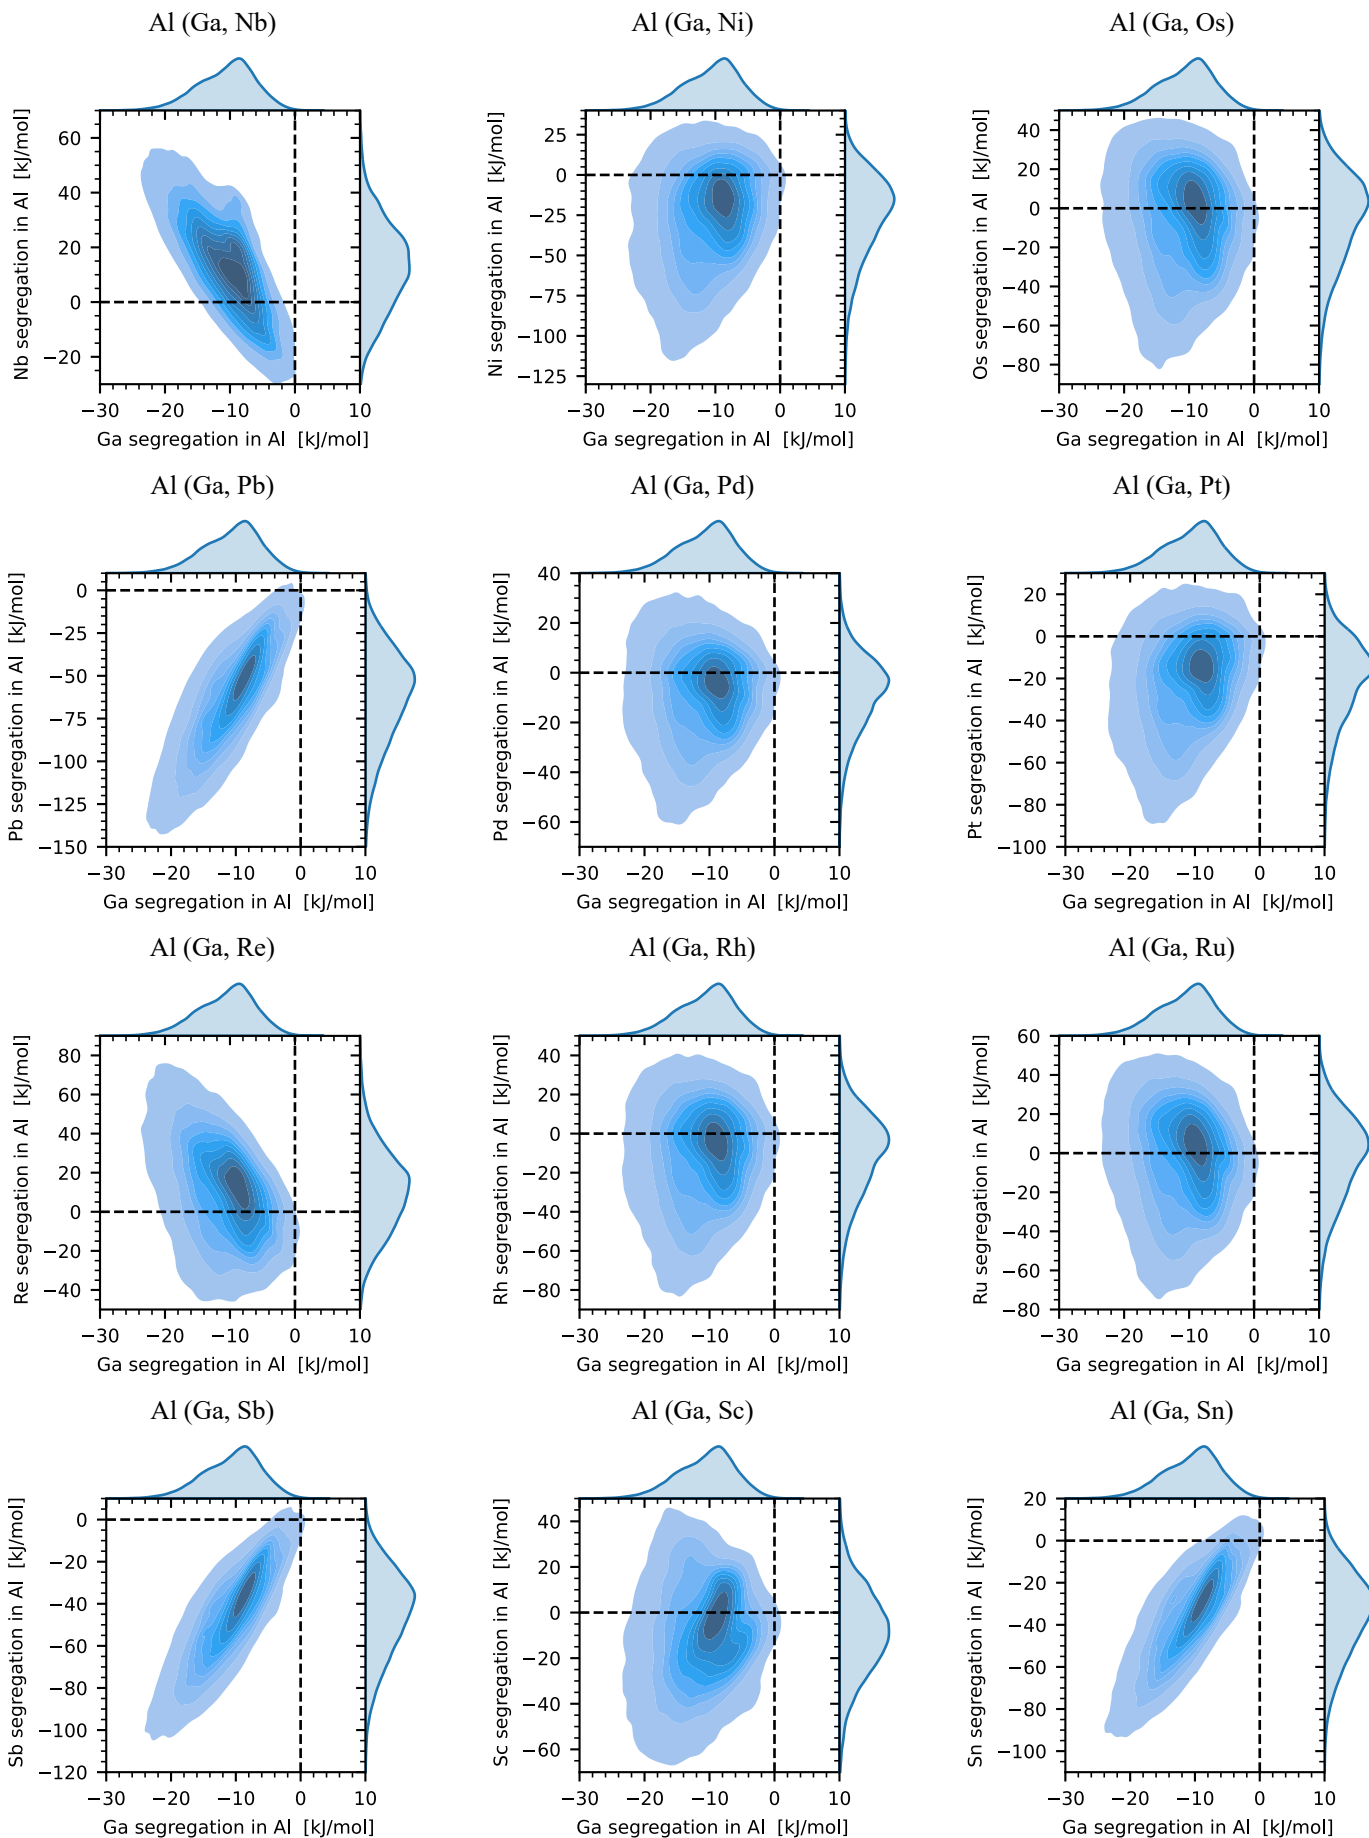 Al (Ga, Nb)
Al (Ga, Ni)
Al (Ga, Os)
60
40
20
0
−20
Nb segregation in Al [kJ/mol]
−30 −20 −10 0 10
Ga segregation in Al [kJ/mol]
25
0
−25
−50
−75
−100
−125
Ni segregation in Al [kJ/mol]
−30 −20 −10 0 10
Ga segregation in Al [kJ/mol]
40
20
0
−20
−40
−60
−80
Os segregation in Al [kJ/mol]
−30 −20 −10 0 10
Ga segregation in Al [kJ/mol]
Al (Ga, Pb)
Al (Ga, Pd)
Al (Ga, Pt)
0
−25
−50
−75
−100
−125
−150
Pb segregation in Al [kJ/mol]
−30 −20 −10 0 10
Ga segregation in Al [kJ/mol]
40
20
0
−20
−40
−60
Pd segregation in Al [kJ/mol]
−30 −20 −10 0 10
Ga segregation in Al [kJ/mol]
20
0
−20
−40
−60
−80
−100
Pt segregation in Al [kJ/mol]
−30 −20 −10 0 10
Ga segregation in Al [kJ/mol]
Al (Ga, Re)
Al (Ga, Rh)
Al (Ga, Ru)
80
60
40
20
0
−20
−40
Re segregation in Al [kJ/mol]
−30 −20 −10 0 10
Ga segregation in Al [kJ/mol]
60
40
20
0
−20
−40
−60
−80
Rh segregation in Al [kJ/mol]
−30 −20 −10 0 10
Ga segregation in Al [kJ/mol]
60
40
20
0
−20
−40
−60
−80
Ru segregation in Al [kJ/mol]
−30 −20 −10 0 10
Ga segregation in Al [kJ/mol]
Al (Ga, Sb)
Al (Ga, Sc)
Al (Ga, Sn)
0
−20
−40
−60
−80
−100
−120
Sb segregation in Al [kJ/mol]
−30 −20 −10 0 10
Ga segregation in Al [kJ/mol]
40
20
0
−20
−40
−60
Sc segregation in Al [kJ/mol]
−30 −20 −10 0 10
Ga segregation in Al [kJ/mol]
20
0
−20
−40
−60
−80
−100
Sn segregation in Al [kJ/mol]
−30 −20 −10 0 10
Ga segregation in Al [kJ/mol]